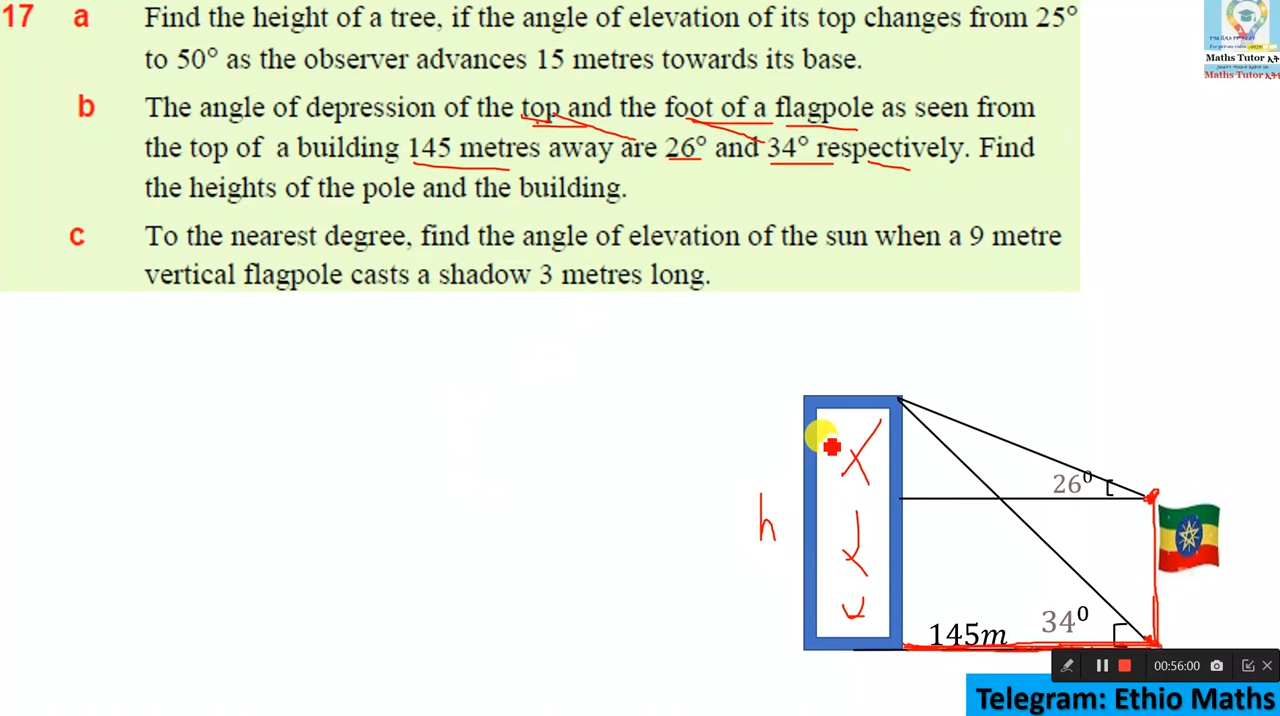 17 a Find the height of a tree, if the angle of elevation of its top changes from 25°
to 50° as the observer advances 15 metres towards its base.
b The angle of depression of the top and the foot of a flagpole as seen from
the top of a building 145 metres away are 26° and 34° respectively. Find
the heights of the pole and the building.
c To the nearest degree, find the angle of elevation of the sun when a 9 metre
vertical flagpole casts a shadow 3 metres long.
Maths Tutor
Maths Tutor
26⁰
h
34⁰
145m
00:56:00
Telegram: Ethio Maths